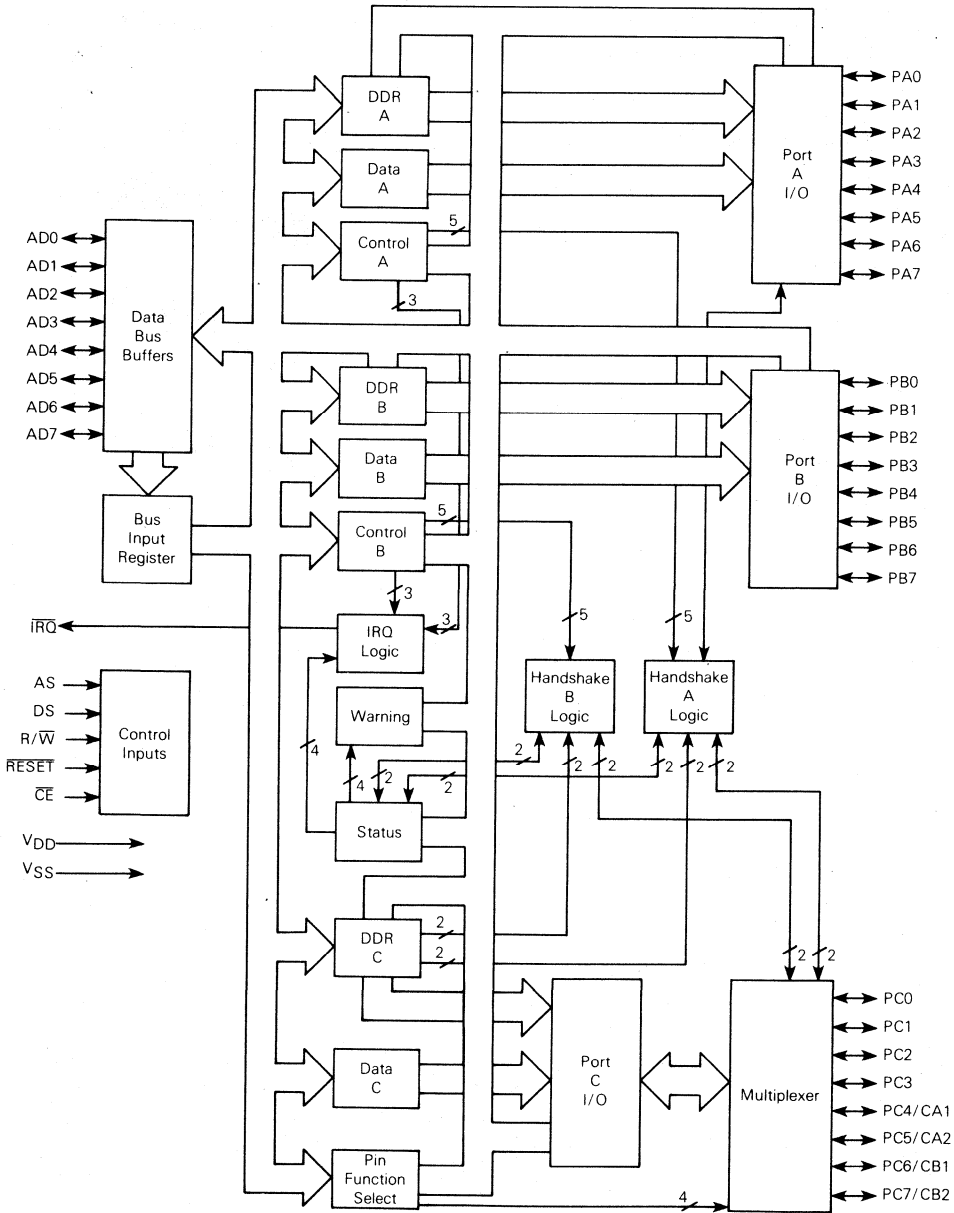 DDR
A
Data
A
5
Control
A
3
Port
A
I/O
PA0
PA1
PA2
PA3
PA4
PA5
PA6
PA7
AD0
AD1
AD2
AD3
AD4
AD5
AD6
AD7
Data
Bus
Buffers
Bus
Input
Register
DDR
B
Data
B
5
Control
B
3
3
Port
B
I/O
PB0
PB1
PB2
PB3
PB4
PB5
PB6
PB7
IRQ
IRQ
Logic
5
5
AS
DS
R/W
RESET
CE
Control
Inputs
VDD
VSS
Warning
4
4
2
2
Status
Handshake
B
Logic
Handshake
A
Logic
2
2
2
2
2
2
DDR
C
2
2
Data
C
Pin
Function
Select
4
Port
C
I/O
2
2
Multiplexer
PC0
PC1
PC2
PC3
PC4/CA1
PC5/CA2
PC6/CB1
PC7/CB2